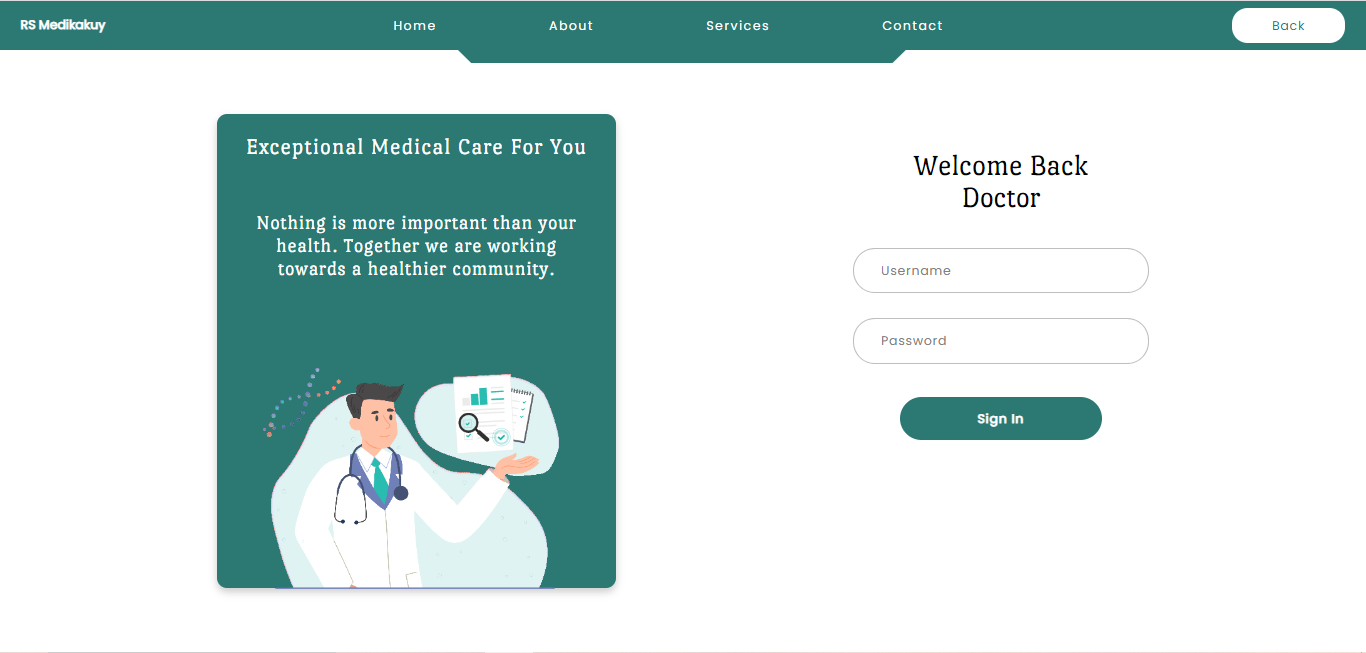 RS Medikakuy
Home
About
Services
Contact
Back
Exceptional Medical Care For You
Nothing is more important than your
health. Together we are working
towards a healthier community.
Welcome Back
Doctor
Username
Password
Sign In